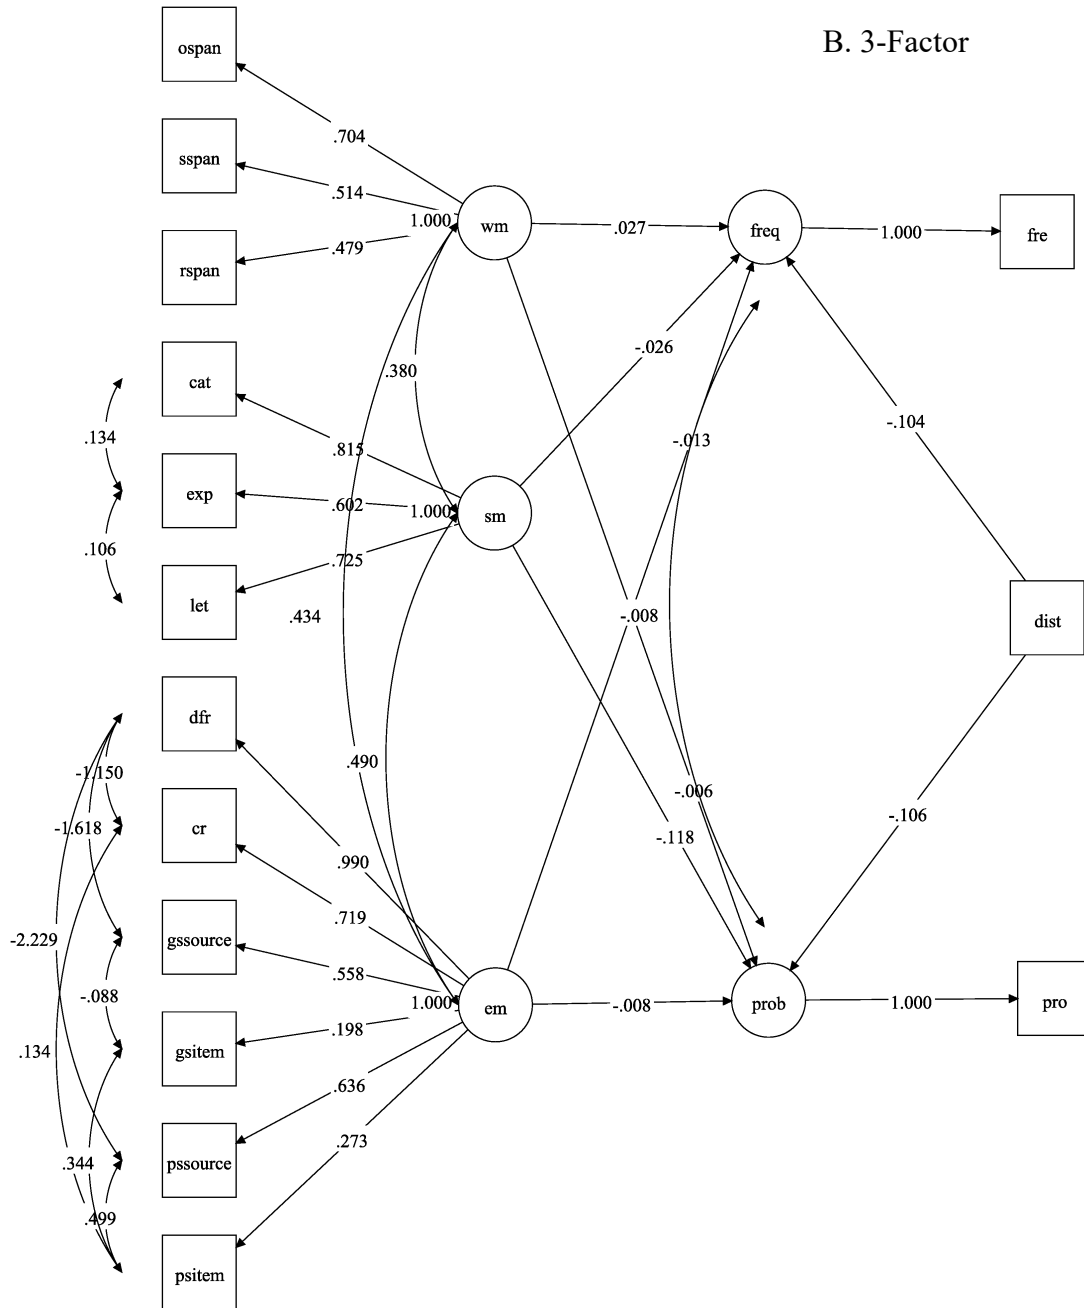 B. 3-Factor
ospan
.704
sspan
.514
1.000
wm
.027
freq
1.000
fre
rspan
.479
-.026
cat
.380
-.104
.134
.815
-.013
exp
.602
1.000
sm
.106
.725
let
.434
-.008
dist
dfr
-1.150
.490
-.006
-1.618
cr
-.118
-.106
.990
.719
-2.229
gssource
.558
-.088
1.000
em
-.008
prob
1.000
pro
.198
.134
gsitem
.636
.273
.344
pssource
.499
psitem